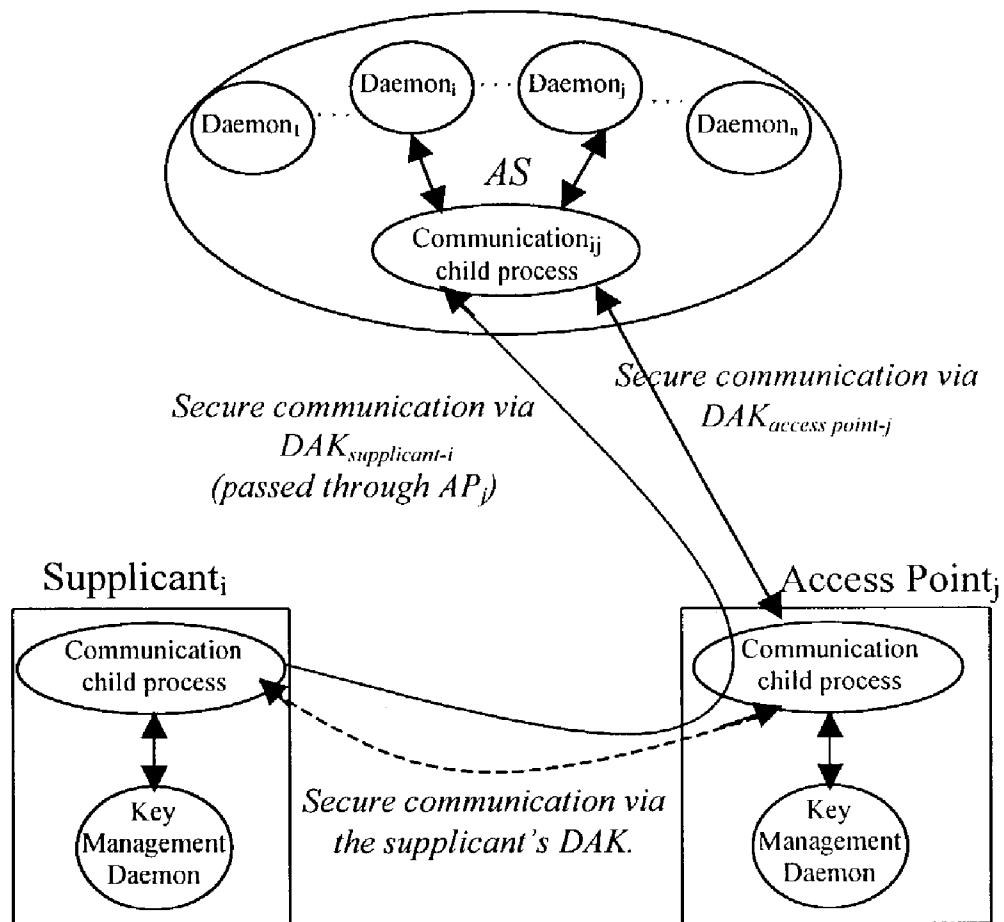 Daemon₁ ... Daemonᵢ ... Daemonⱼ ... Daemonₙ
AS
Communicationᵢⱼ
child process
Secure communication via
DAK_supplicant-i
(passed through APⱼ)
Secure communication via
DAK_access point-j
Supplicantᵢ
Communication
child process
Key
Management
Daemon
Secure communication via
the supplicant's DAK.
Access Pointⱼ
Communication
child process
Key
Management
Daemon